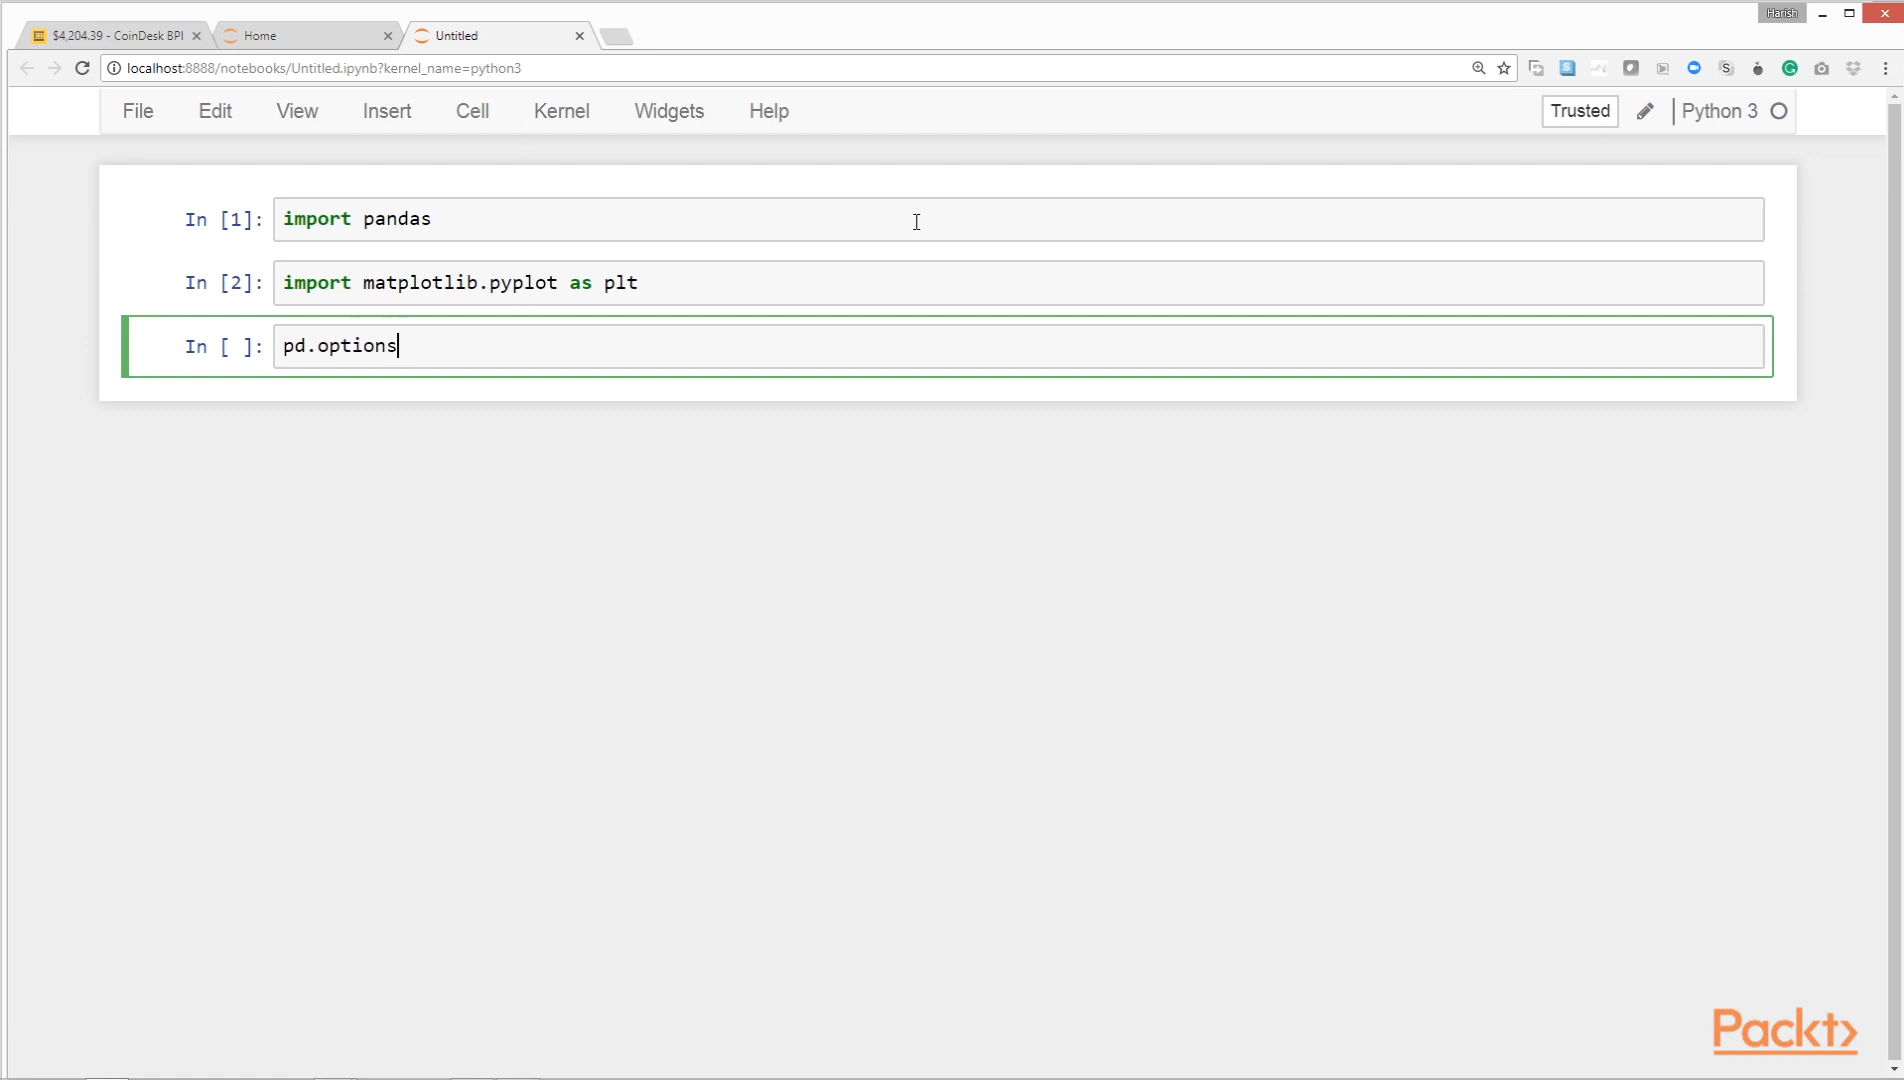 Harish
$4,204.39 - CoinDesk BPI
Home
Untitled
localhost:8888/notebooks/Untitled.ipynb?kernel_name=python3
File Edit View Insert Cell Kernel Widgets Help
Trusted
Python 3
In [1]: import pandas
In [2]: import matplotlib.pyplot as plt
In [ ]: pd.options
Packt>